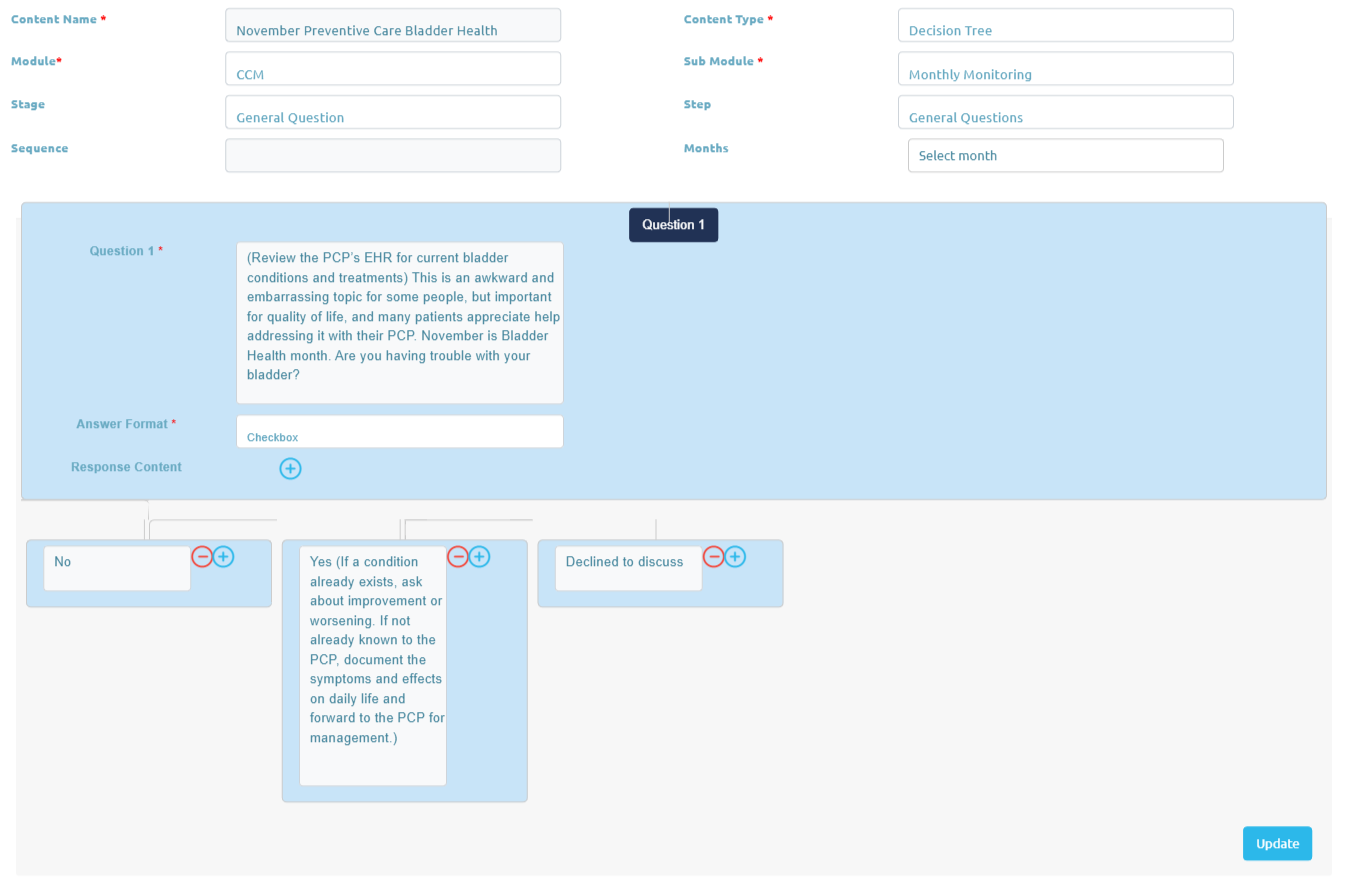 Content Name *
November Preventive Care Bladder Health
Content Type *
Decision Tree
Module*
CCM
Sub Module *
Monthly Monitoring
Stage
General Question
Step
General Questions
Sequence
Months
Select month
Question 1
Question 1 *
(Review the PCP's EHR for current bladder
conditions and treatments) This is an awkward and
embarrassing topic for some people, but important
for quality of life, and many patients appreciate help
addressing it with their PCP. November is Bladder
Health month. Are you having trouble with your
bladder?
Answer Format *
Checkbox
Response Content
No
Yes (If a condition
already exists, ask
about improvement or
worsening. If not
already known to the
PCP, document the
symptoms and effects
on daily life and
forward to the PCP for
management.)
Declined to discuss
Update